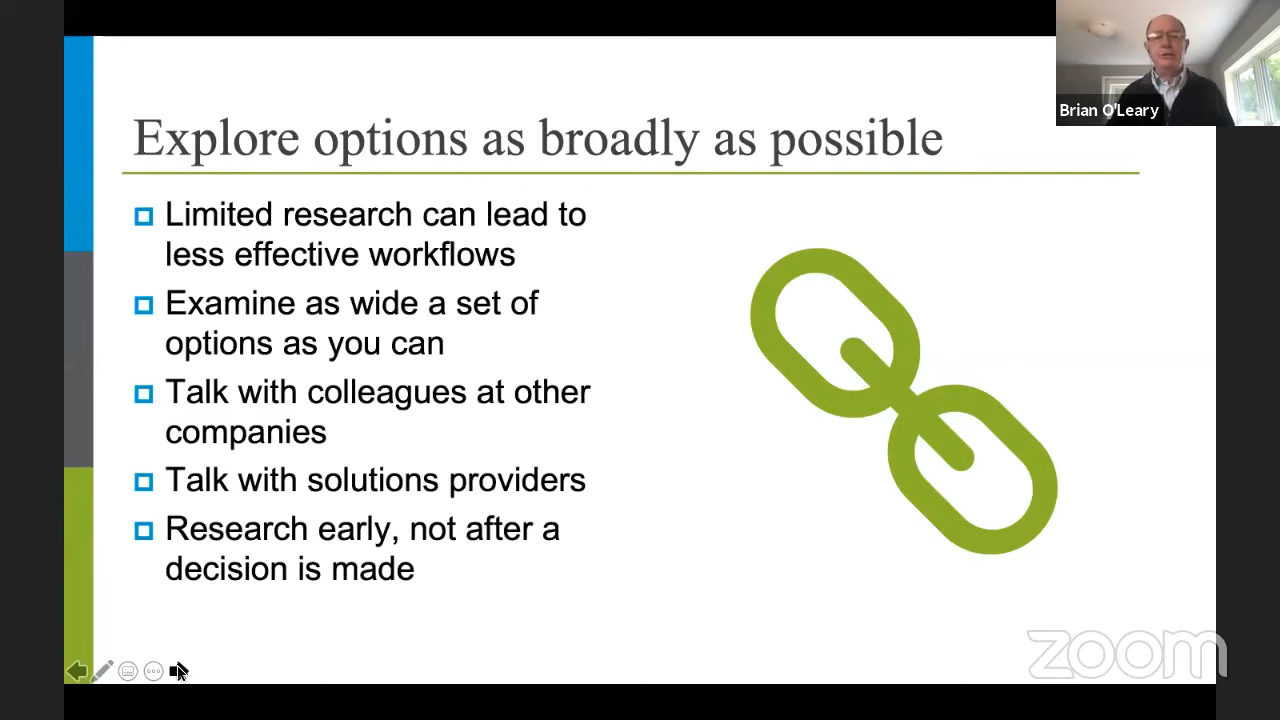 Brian O'Leary
Explore options as broadly as possible
Limited research can lead to
less effective workflows
Examine as wide a set of
options as you can
Talk with colleagues at other
companies
Talk with solutions providers
Research early, not after a
decision is made
zoom